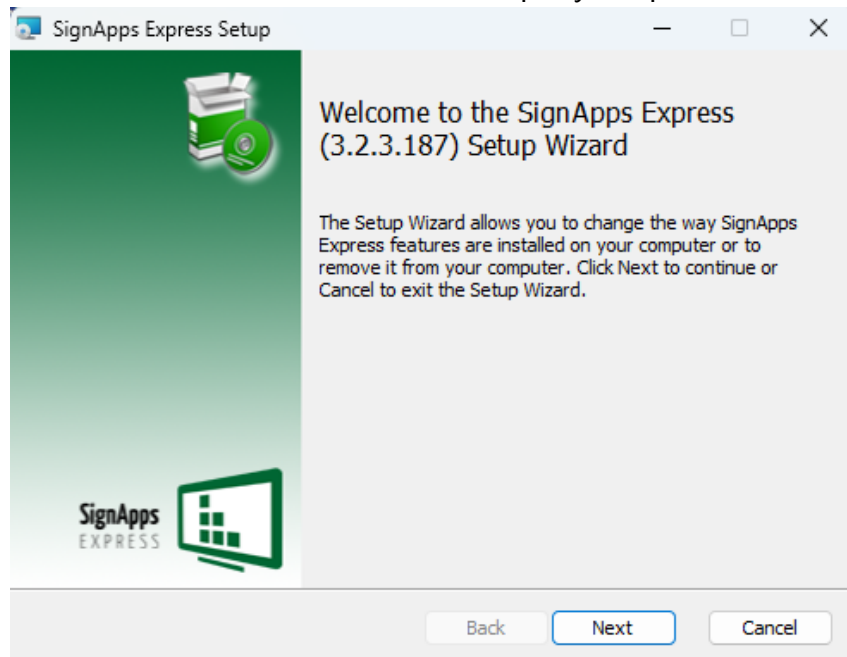 SignApps Express Setup
Welcome to the SignApps Express
(3.2.3.187) Setup Wizard
The Setup Wizard allows you to change the way SignApps
Express features are installed on your computer or to
remove it from your computer. Click Next to continue or
Cancel to exit the Setup Wizard.
SignApps
EXPRESS
Back
Next
Cancel